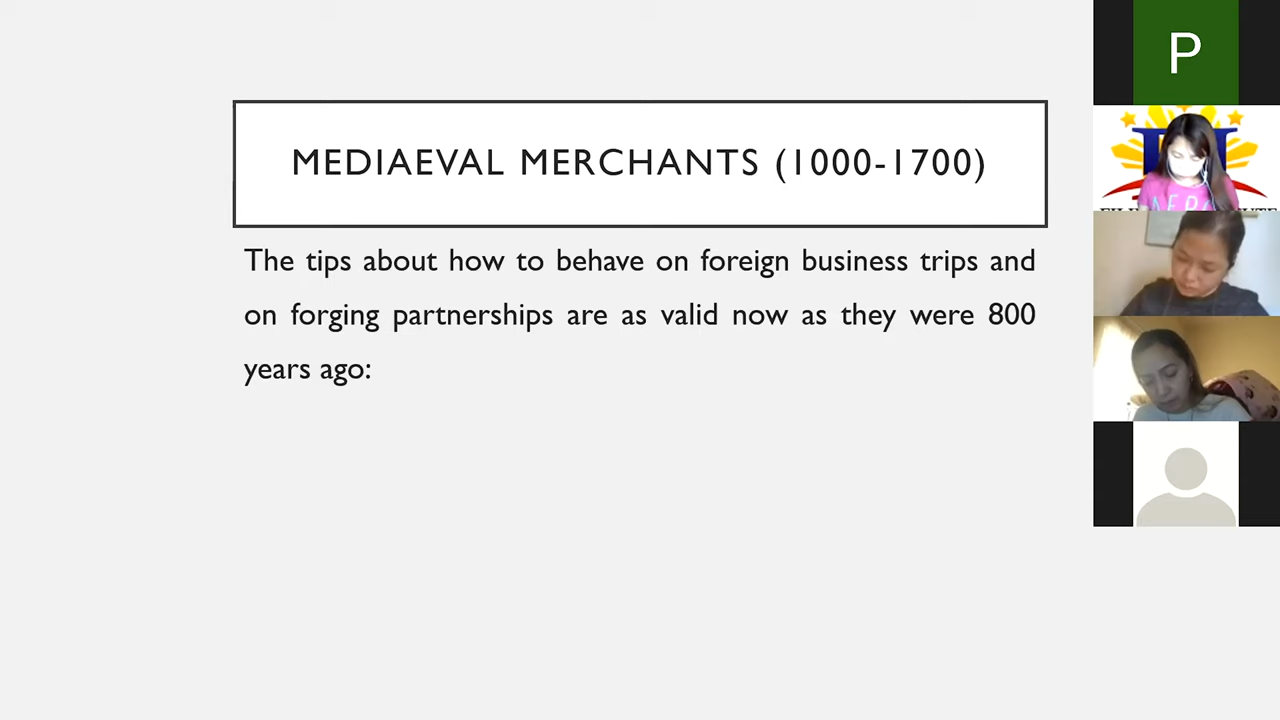 MEDIAEVAL MERCHANTS (1000-1700)
The tips about how to behave on foreign business trips and
on forging partnerships are as valid now as they were 800
years ago:
P